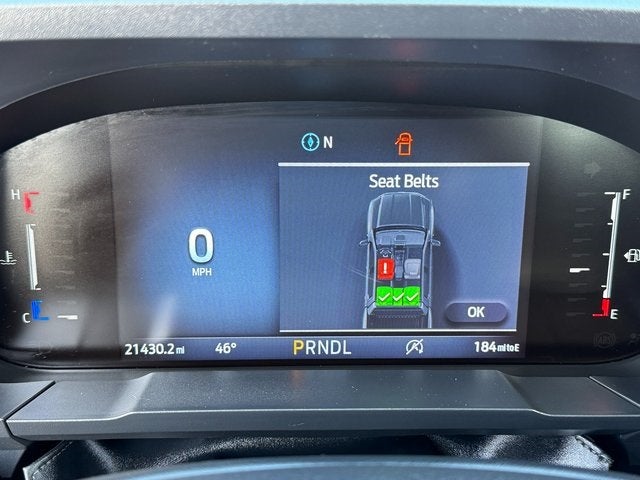 N
Seat Belts
H
F
0
MPH
!
OK
C
E
21430.2 mi 46° PRNDL 184 mi to E